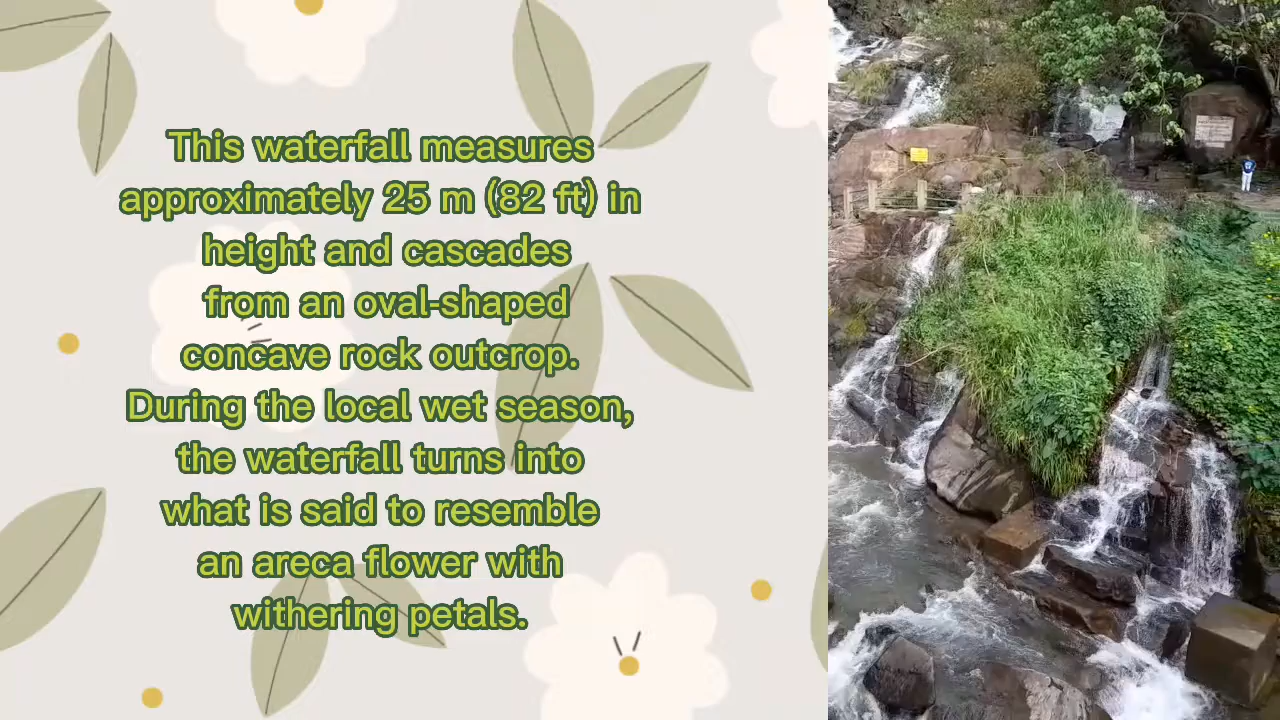 This waterfall measures
approximately 25 m (82 ft) in
height and cascades
from an oval-shaped
concave rock outcrop.
During the local wet season,
the waterfall turns into
what is said to resemble
an areca flower with
withering petals.